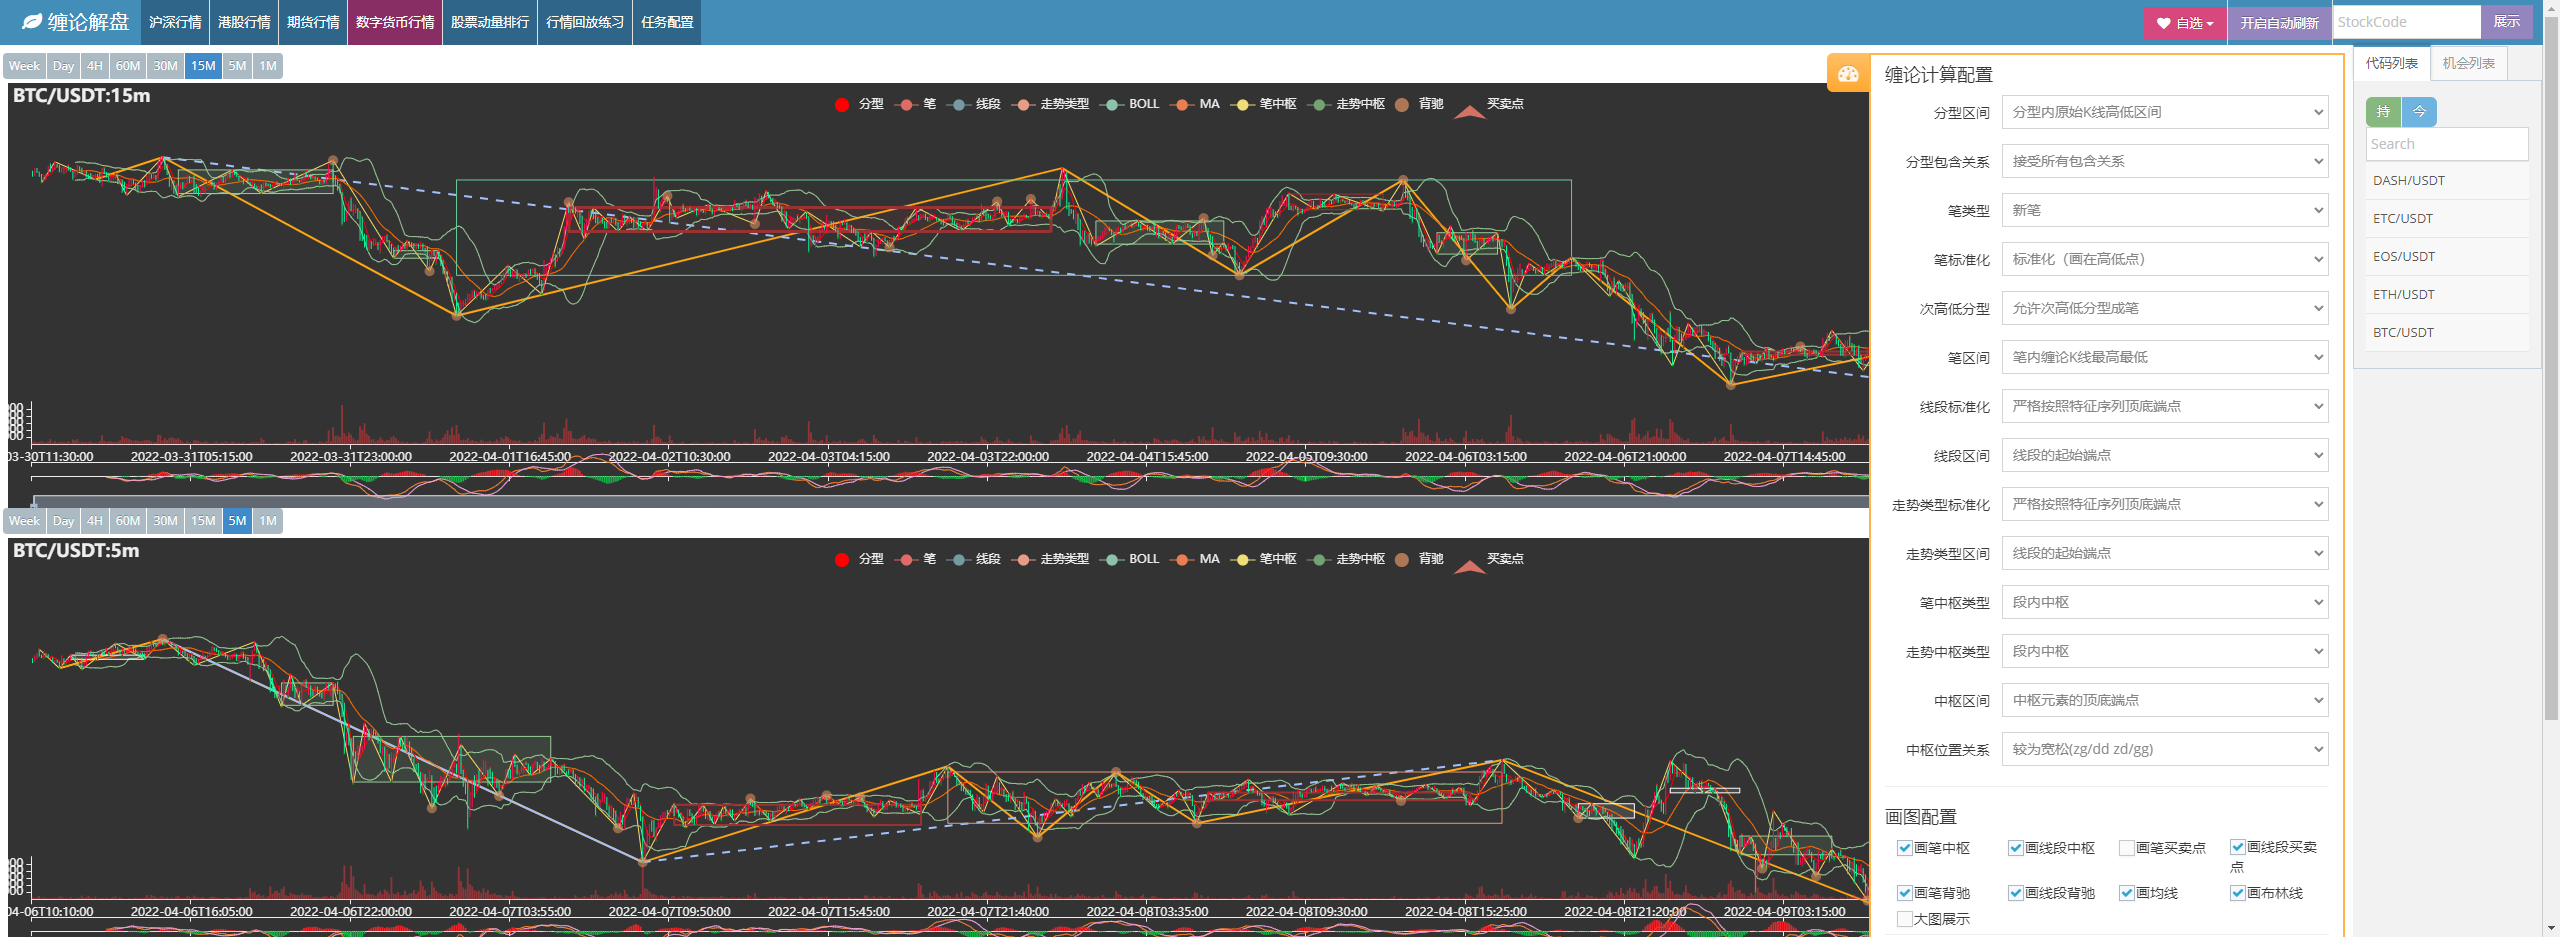 缠论解盘 沪深行情 港股行情 期货行情 数字货币行情 股票动量排行 行情回放练习 任务配置 自选 开启自动刷新 StockCode 展示
Week Day 4H 60M 30M 15M 5M 1M
BTC/USDT:15m
分型 笔 线段 走势类型 BOLL MA 笔中枢 走势中枢 背驰 买卖点
03-30T11:30:00 2022-03-31T05:15:00 2022-03-31T23:00:00 2022-04-01T16:45:00 2022-04-02T10:30:00 2022-04-03T04:15:00 2022-04-03T22:00:00 2022-04-04T15:45:00 2022-04-05T09:30:00 2022-04-06T03:15:00 2022-04-06T21:00:00 2022-04-07T14:45:00
Week Day 4H 60M 30M 15M 5M 1M
BTC/USDT:5m
分型 笔 线段 走势类型 BOLL MA 笔中枢 走势中枢 背驰 买卖点
04-06T10:10:00 2022-04-06T16:05:00 2022-04-06T22:00:00 2022-04-07T03:55:00 2022-04-07T09:50:00 2022-04-07T15:45:00 2022-04-07T21:40:00 2022-04-08T03:35:00 2022-04-08T09:30:00 2022-04-08T15:25:00 2022-04-08T21:20:00 2022-04-09T03:15:00
缠论计算配置
分型区间 分型内原始K线高低区间
分型包含关系 接受所有包含关系
笔类型 新笔
笔标准化 标准化（画在高低点）
次高低分型 允许次高低分型成笔
笔区间 笔内缠论K线最高最低
线段标准化 严格按照特征序列顶底端点
线段区间 线段的起始端点
走势类型标准化 严格按照特征序列顶底端点
走势类型区间 线段的起始端点
笔中枢类型 段内中枢
走势中枢类型 段内中枢
中枢区间 中枢元素的顶底端点
中枢位置关系 较为宽松(zg/dd zd/gg)
画图配置
画笔中枢 画线段中枢 画笔买卖点 画线段买卖
点
画笔背驰 画线段背驰 画均线 画布林线
大图展示
代码列表 机会列表
持 今
Search
DASH/USDT
ETC/USDT
EOS/USDT
ETH/USDT
BTC/USDT